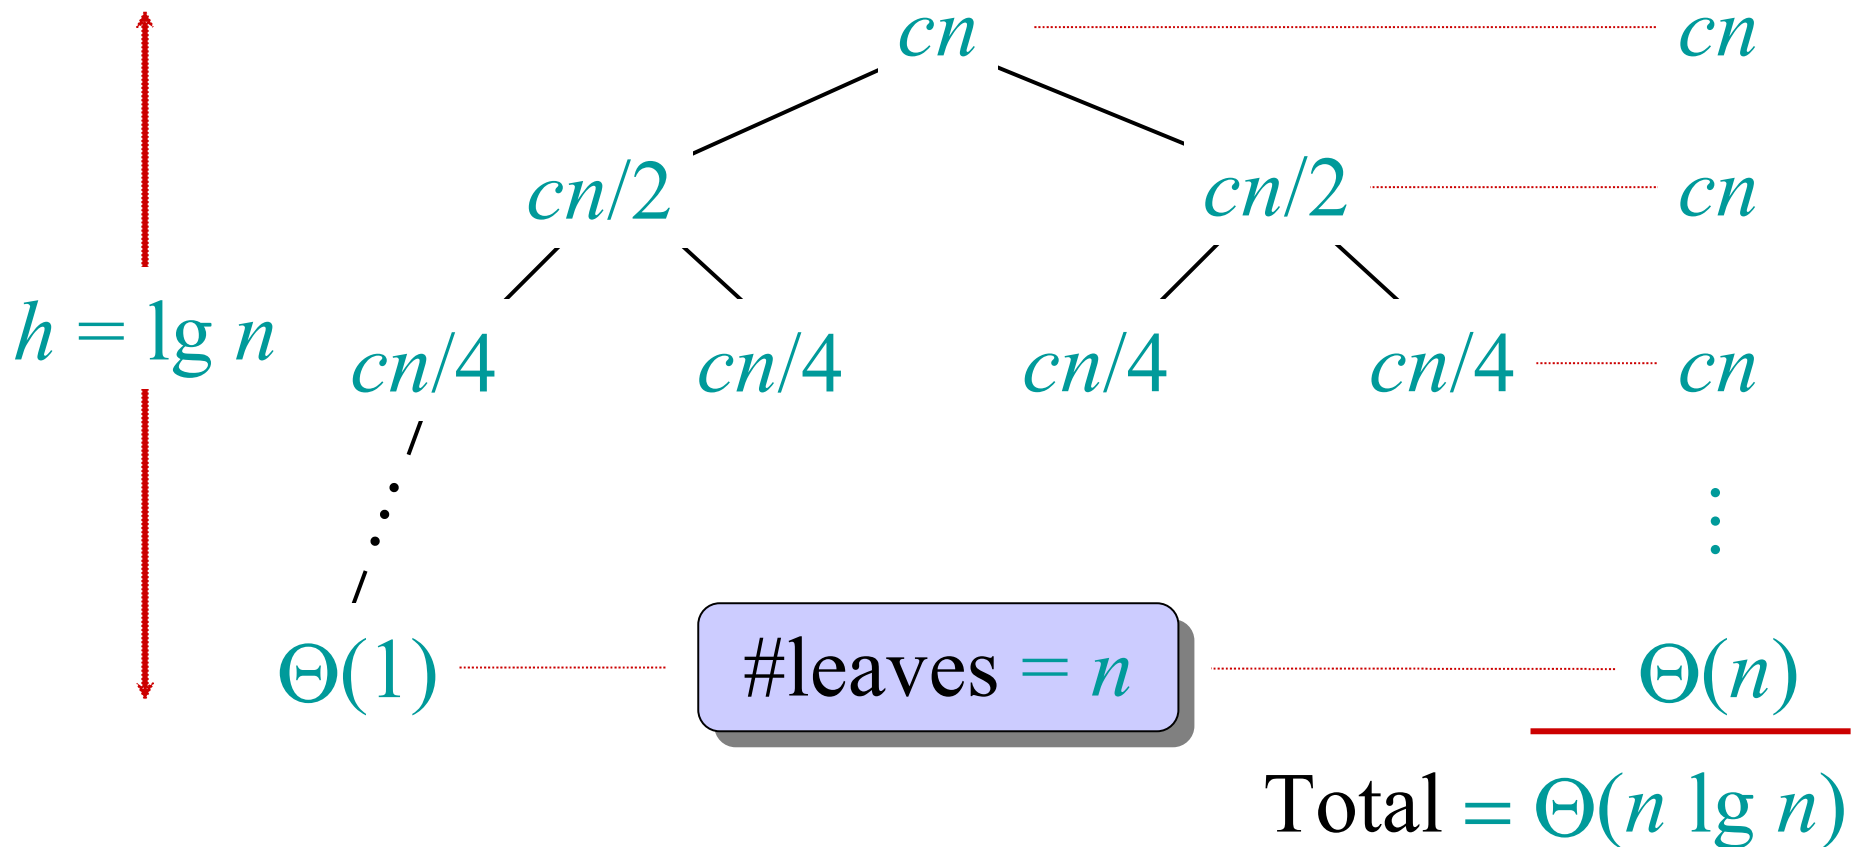 cn cn
cn/2 cn/2 cn
h = lg n cn/4 cn/4 cn/4 cn/4 cn
Θ(1) #leaves = n Θ(n)
Total = Θ(n lg n)